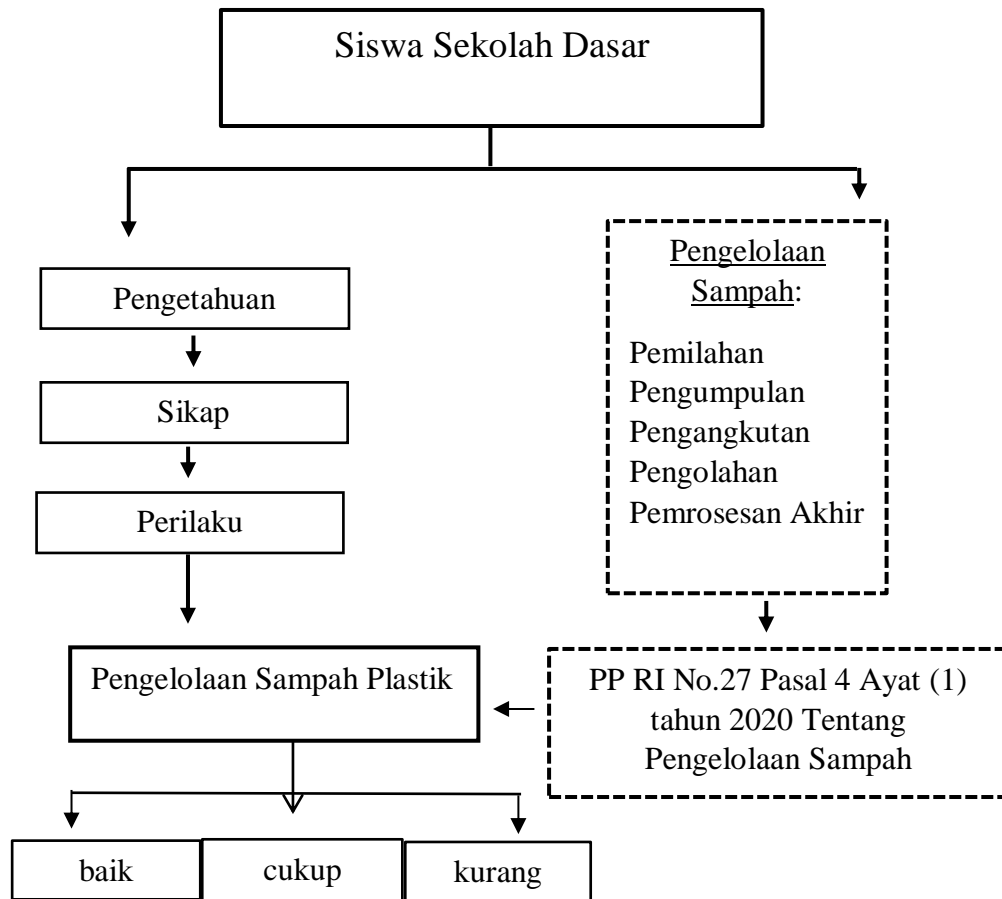 Siswa Sekolah Dasar
Pengetahuan
Sikap
Perilaku
Pengelolaan
Sampah:
Pemilahan
Pengumpulan
Pengangkutan
Pengolahan
Pemrosesan Akhir
Pengelolaan Sampah Plastik
PP RI No.27 Pasal 4 Ayat (1)
tahun 2020 Tentang
Pengelolaan Sampah
baik
cukup
kurang